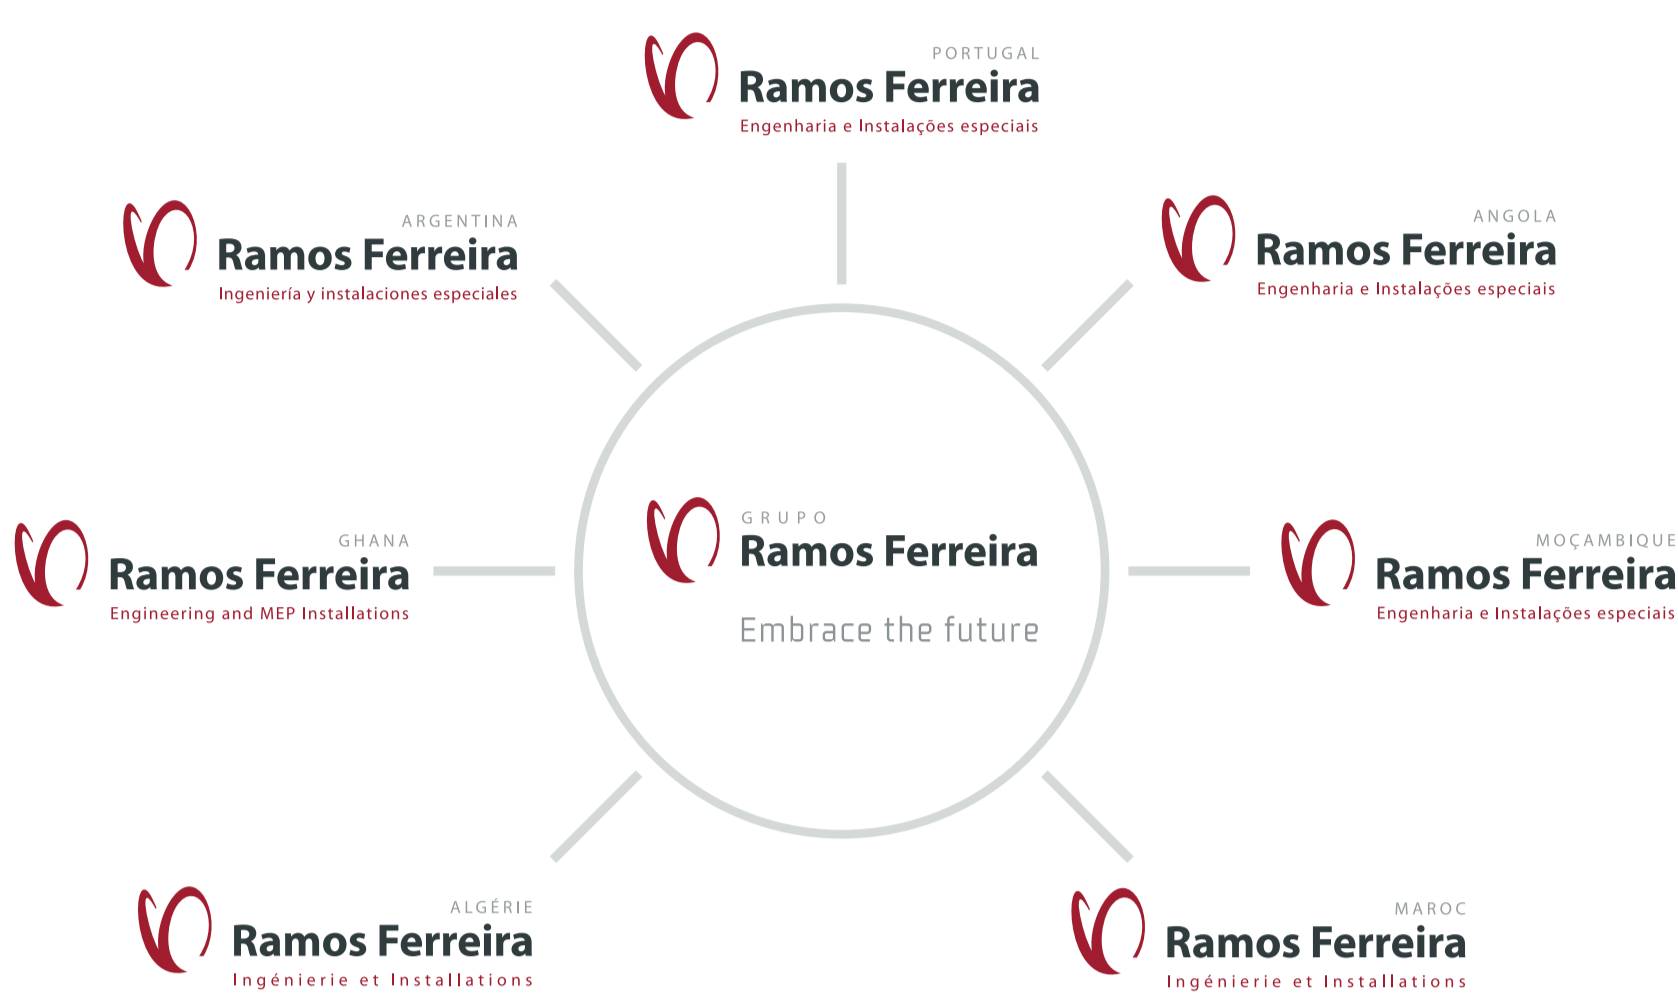 PORTUGAL
Ramos Ferreira
Engenharia e Instalações especiais
ARGENTINA
Ramos Ferreira
Ingeniería y instalaciones especiales
ANGOLA
Ramos Ferreira
Engenharia e Instalações especiais
GRUPO
Ramos Ferreira
Embrace the future
GHANA
Ramos Ferreira
Engineering and MEP Installations
MOÇAMBIQUE
Ramos Ferreira
Engenharia e Instalações especiais
ALGÉRIE
Ramos Ferreira
Ingénierie et Installations
MAROC
Ramos Ferreira
Ingénierie et Installations